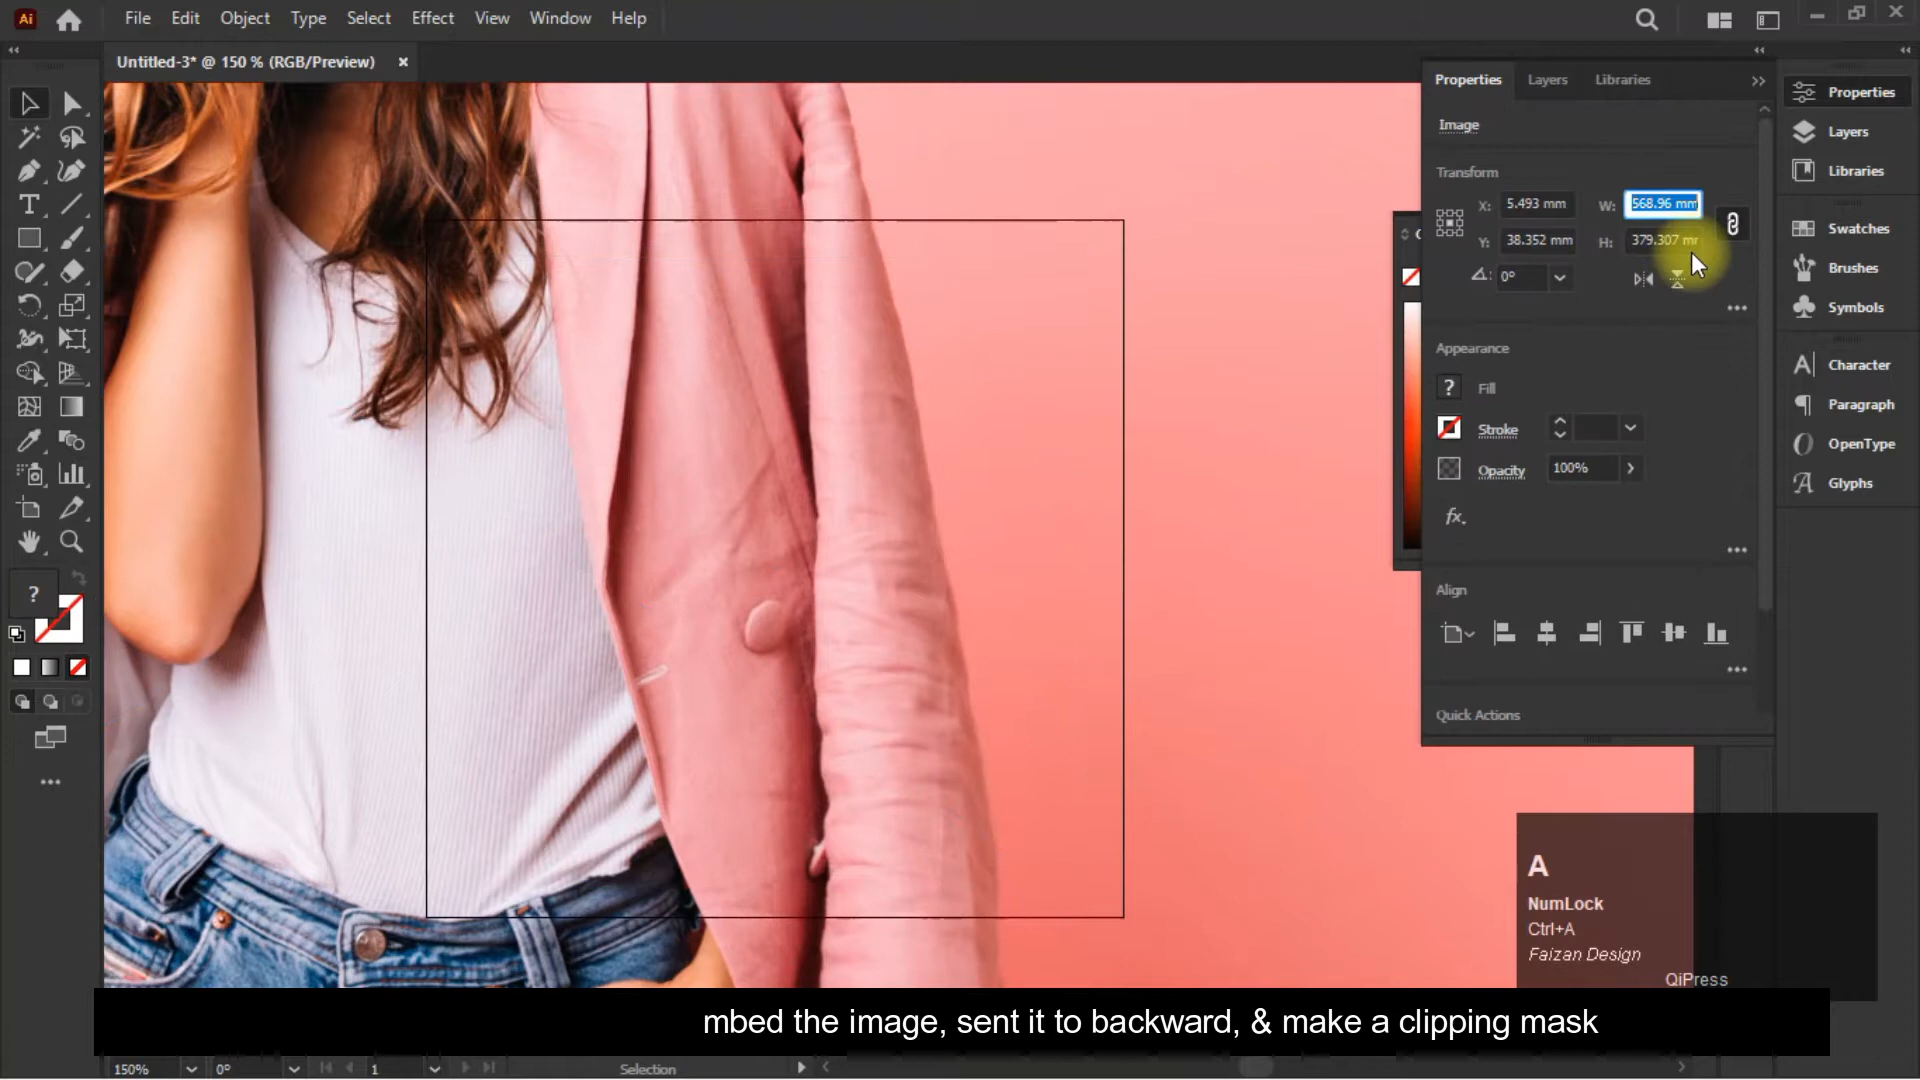 Ai
File Edit Object Type Select Effect View Window Help
Untitled-3* @ 150 % (RGB/Preview)
Properties Layers Libraries
Image
Transform
X: 5.493 mm W: 568.96 mm
Y: 38.352 mm H: 379.307 mm
0°
Appearance
? Fill
Stroke
Opacity 100%
fx
Align
Quick Actions
Properties
Layers
Libraries
Swatches
Brushes
Symbols
Character
Paragraph
OpenType
Glyphs
?
A
NumLock
Ctrl+A
Faizan Design
QiPress
mbed the image, sent it to backward, & make a clipping mask
150% 0° 1 Selection